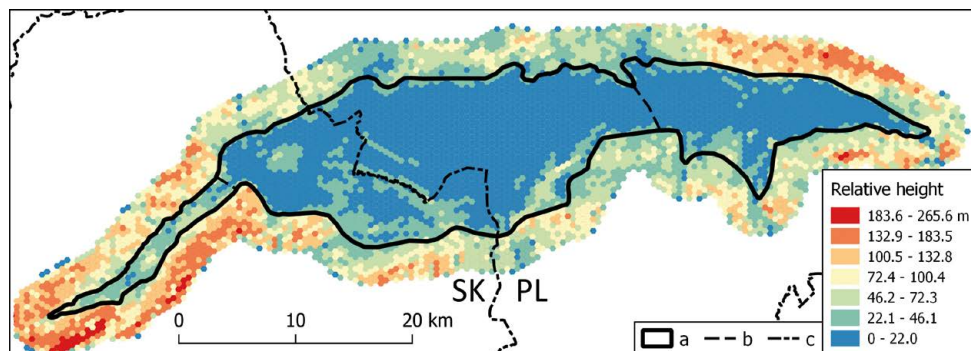 SK PL
0 10 20 km
Relative height
183.6 - 265.6 m
132.9 - 183.5
100.5 - 132.8
72.4 - 100.4
46.2 - 72.3
22.1 - 46.1
0 - 22.0
a b c